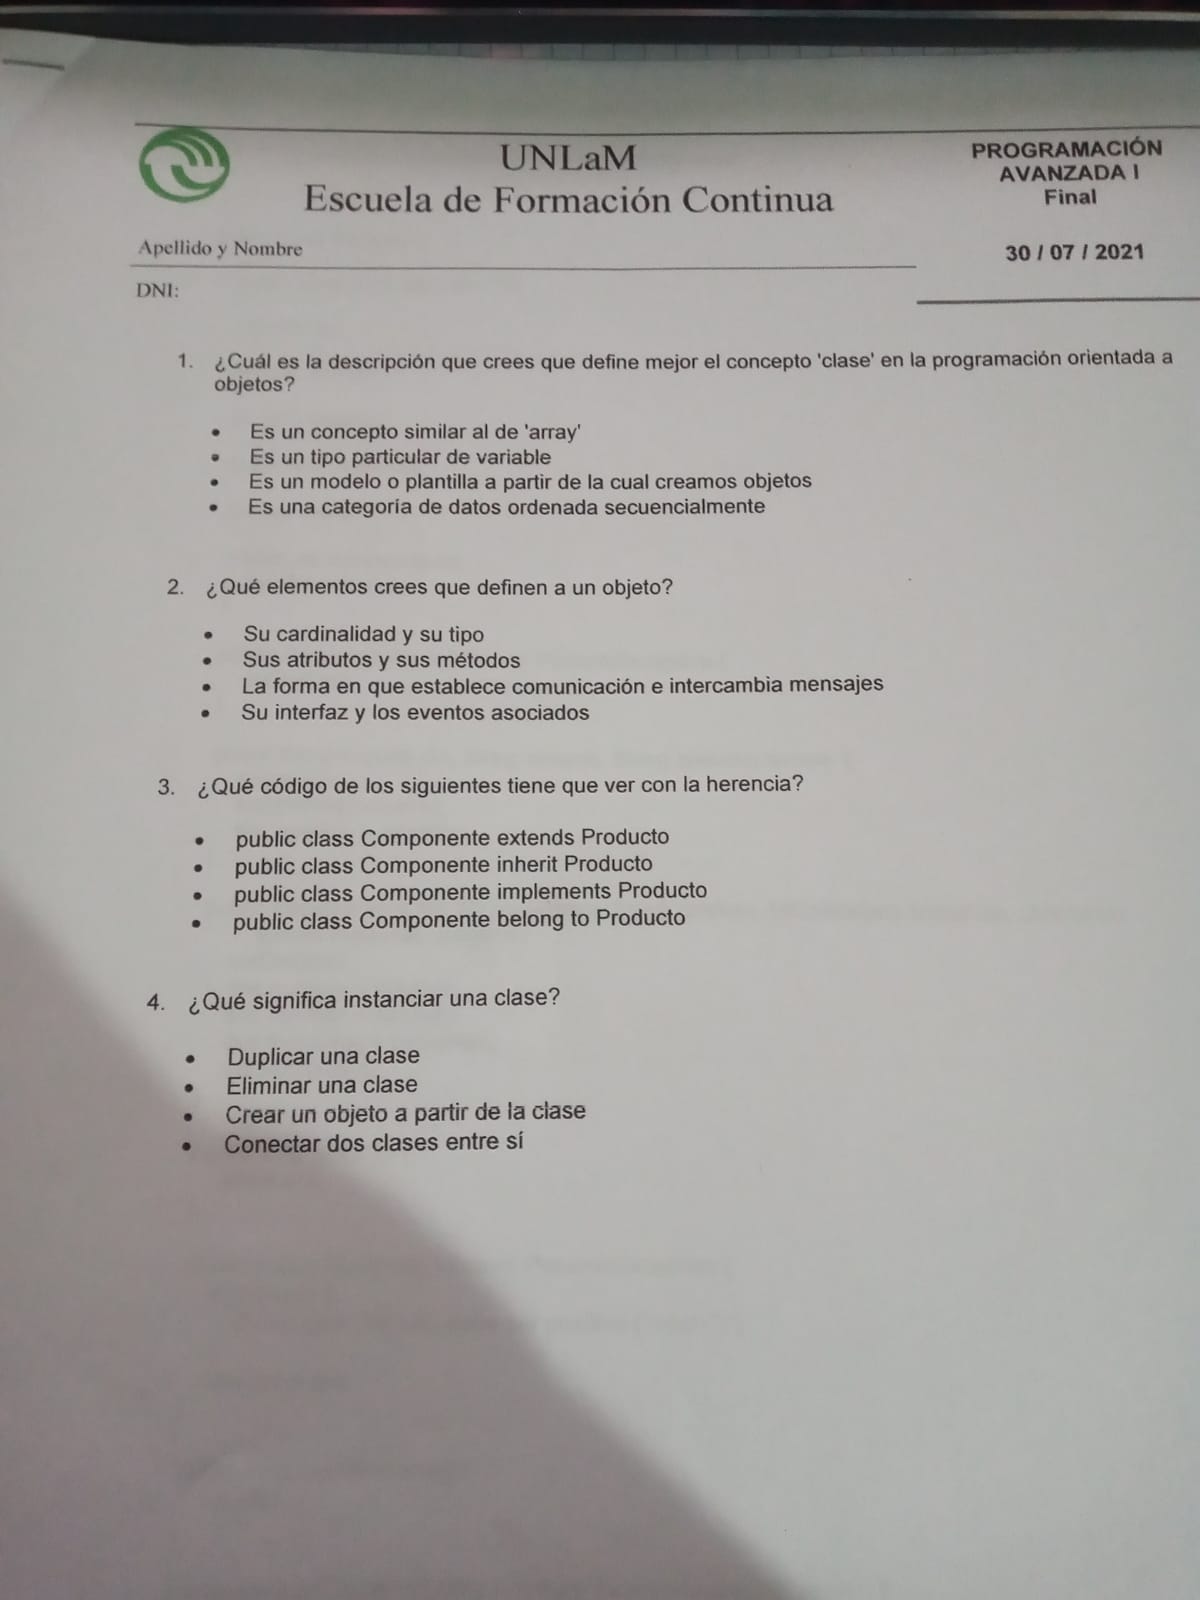 UNLaM
Escuela de Formación Continua
PROGRAMACIÓN
AVANZADA I
Final
Apellido y Nombre
30 / 07 / 2021
DNI:
1. ¿Cuál es la descripción que crees que define mejor el concepto 'clase' en la programación orientada a
objetos?
• Es un concepto similar al de 'array'
• Es un tipo particular de variable
• Es un modelo o plantilla a partir de la cual creamos objetos
• Es una categoría de datos ordenada secuencialmente
2. ¿Qué elementos crees que definen a un objeto?
• Su cardinalidad y su tipo
• Sus atributos y sus métodos
• La forma en que establece comunicación e intercambia mensajes
• Su interfaz y los eventos asociados
3. ¿Qué código de los siguientes tiene que ver con la herencia?
• public class Componente extends Producto
• public class Componente inherit Producto
• public class Componente implements Producto
• public class Componente belong to Producto
4. ¿Qué significa instanciar una clase?
• Duplicar una clase
• Eliminar una clase
• Crear un objeto a partir de la clase
• Conectar dos clases entre sí